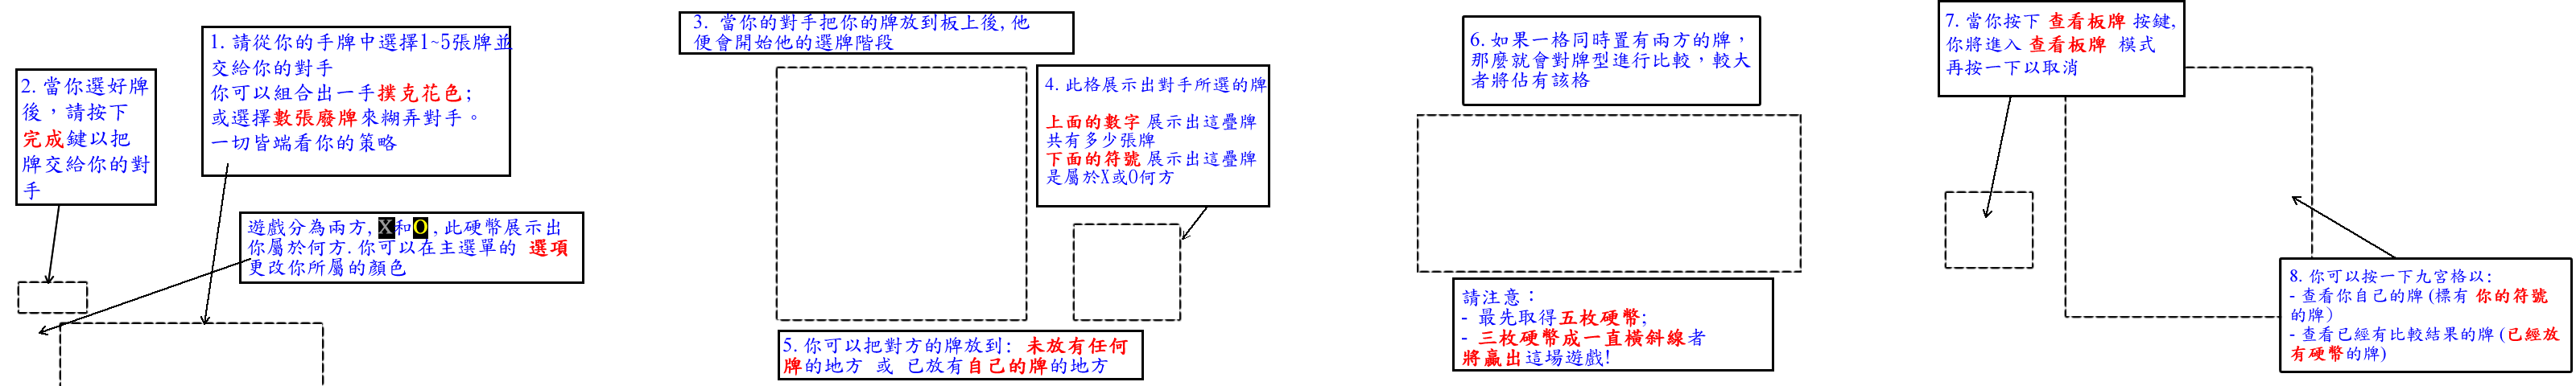 1. 請從你的手牌中選擇1~5張牌並
交給你的對手
你可以組合出一手撲克花色;
或選擇數張廢牌來糊弄對手。
一切皆端看你的策略
2. 當你選好牌
後，請按下
完成鍵以把
牌交給你的對
手
遊戲分為兩方, X和O, 此硬幣展示出
你屬於何方. 你可以在主選單的 選項
更改你所屬的顏色
3. 當你的對手把你的牌放到板上後, 他
便會開始他的選牌階段
4. 此格展示出對手所選的牌
上面的數字 展示出這疊牌
共有多少張牌
下面的符號 展示出這疊牌
是屬於X或O何方
5. 你可以把對方的牌放到: 未放有任何
牌的地方 或 已放有自己的牌的地方
6. 如果一格同時置有兩方的牌，
那麼就會對牌型進行比較，較大
者將佔有該格
請注意：
- 最先取得五枚硬幣;
- 三枚硬幣成一直橫斜線者
將贏出這場遊戲!
7. 當你按下 查看板牌 按鍵,
你將進入 查看板牌 模式
再按一下以取消
8. 你可以按一下九宮格以:
- 查看你自己的牌 (標有 你的符號
的牌)
- 查看已經有比較結果的牌 (已經放
有硬幣的牌)